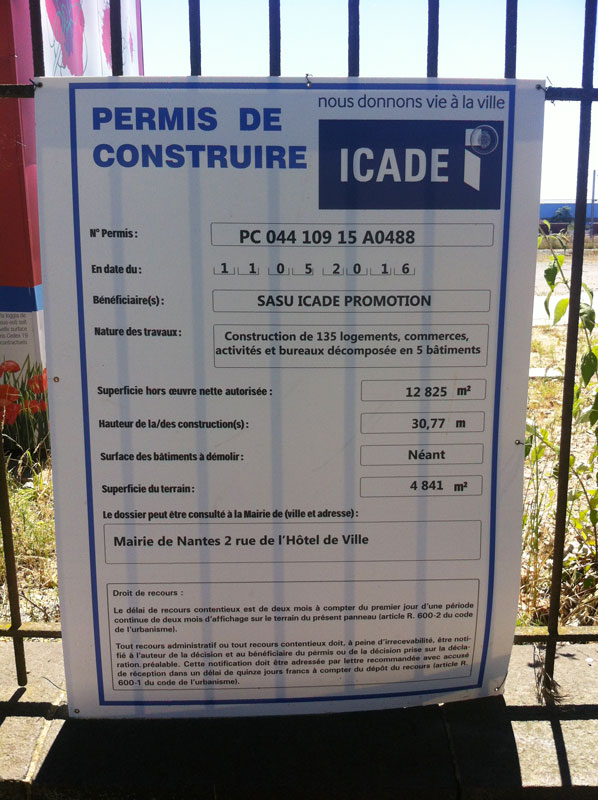 nous donnons vie à la ville
PERMIS DE
CONSTRUIRE
ICADE
N° Permis :
PC 044 109 15 A0488
En date du :
1 1 0 5 2 0 1 6
Bénéficiaire(s) :
SASU ICADE PROMOTION
Nature des travaux :
Construction de 135 logements, commerces,
activités et bureaux décomposée en 5 bâtiments
Superficie hors œuvre nette autorisée :
12 825 m²
Hauteur de la/des construction(s) :
30,77 m
Surface des bâtiments à démolir :
Néant
Superficie du terrain :
4 841 m²
Le dossier peut être consulté à la Mairie de (ville et adresse) :
Mairie de Nantes 2 rue de l'Hôtel de Ville
Droit de recours :
Le délai de recours contentieux est de deux mois à compter du premier jour d'une période
continue de deux mois d'affichage sur le terrain du présent panneau (article R. 600-2 du code
de l'urbanisme).
Tout recours administratif ou tout recours contentieux doit, à peine d'irrecevabilité, être noti-
fié à l'auteur de la décision et au bénéficiaire du permis ou de la décision prise sur la décla-
ration préalable. Cette notification doit être adressée par lettre recommandée avec accusé
de réception dans un délai de quinze jours francs à compter du dépôt du recours (article R.
600-1 du code de l'urbanisme).